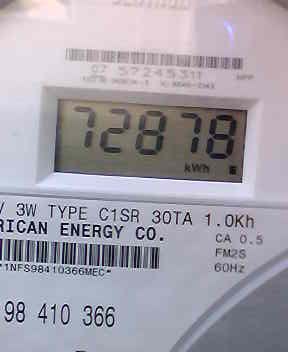 07 57245311
72878
kWh
3W TYPE C1SR 30TA 1.0Kh
RICAN ENERGY CO.
CA 0.5
FM2S
60Hz
*1NFS98410366MEC*
98 410 366